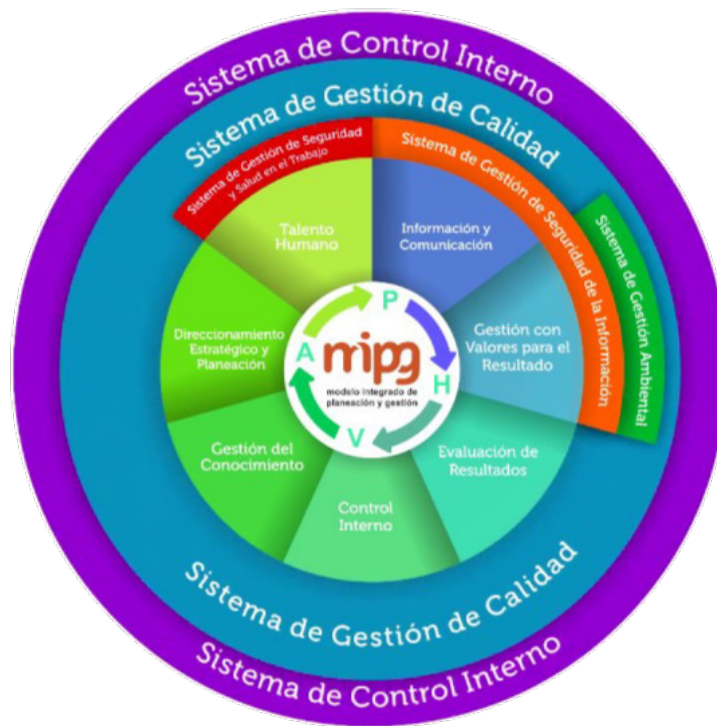 Sistema de Control Interno
Sistema de Gestión de Calidad
Sistema de Gestión de Seguridad
y Salud en el Trabajo
Sistema de Gestión de Seguridad de la Información
Sistema de Gestión Ambiental
Talento
Humano
Información y
Comunicación
Direccionamiento
Estratégico y
Planeación
Gestión con
Valores para el
Resultado
P
H
V
A
mipg
modelo integrado de
planeación y gestión
Gestión del
Conocimiento
Evaluación de
Resultados
Control
Interno
Sistema de Gestión de Calidad
Sistema de Control Interno